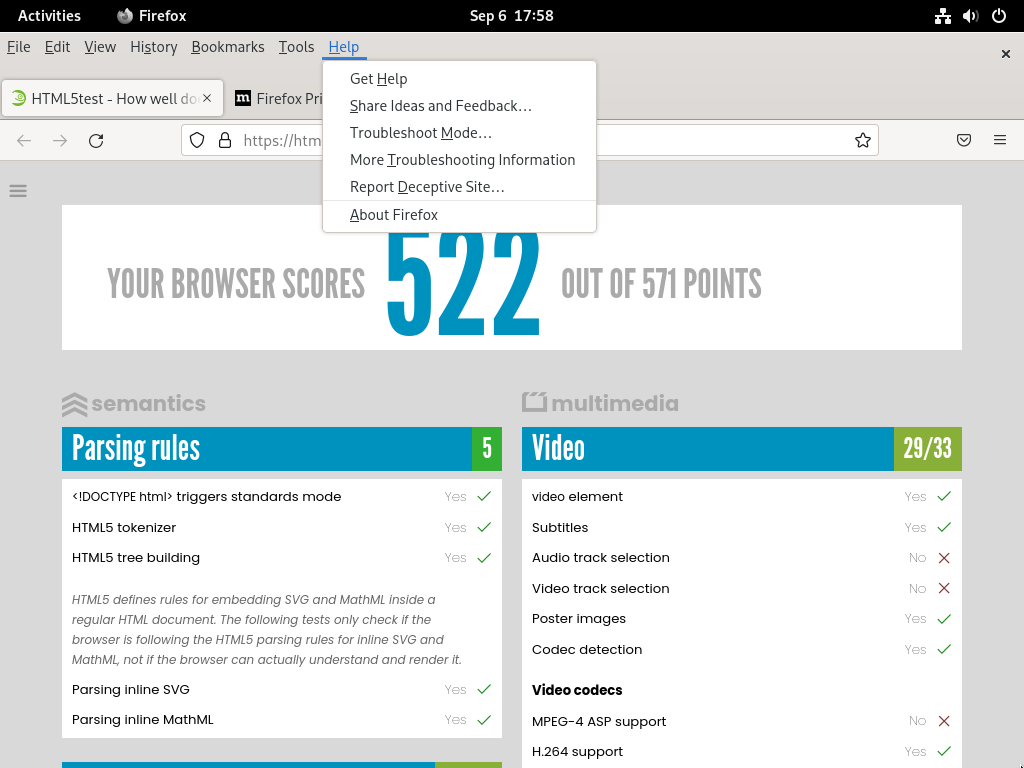 Activities Firefox Sep 6 17:58
File Edit View History Bookmarks Tools Help
Get Help
Share Ideas and Feedback…
Troubleshoot Mode…
More Troubleshooting Information
Report Deceptive Site…
About Firefox
HTML5test - How well do
m Firefox Pri
https://htm
YOUR BROWSER SCORES 522 OUT OF 571 POINTS
semantics
Parsing rules 5
<!DOCTYPE html> triggers standards mode Yes
HTML5 tokenizer Yes
HTML5 tree building Yes
HTML5 defines rules for embedding SVG and MathML inside a
regular HTML document. The following tests only check if the
browser is following the HTML5 parsing rules for inline SVG and
MathML, not if the browser can actually understand and render it.
Parsing inline SVG Yes
Parsing inline MathML Yes
multimedia
Video 29/33
video element Yes
Subtitles Yes
Audio track selection No
Video track selection No
Poster images Yes
Codec detection Yes
Video codecs
MPEG-4 ASP support No
H.264 support Yes